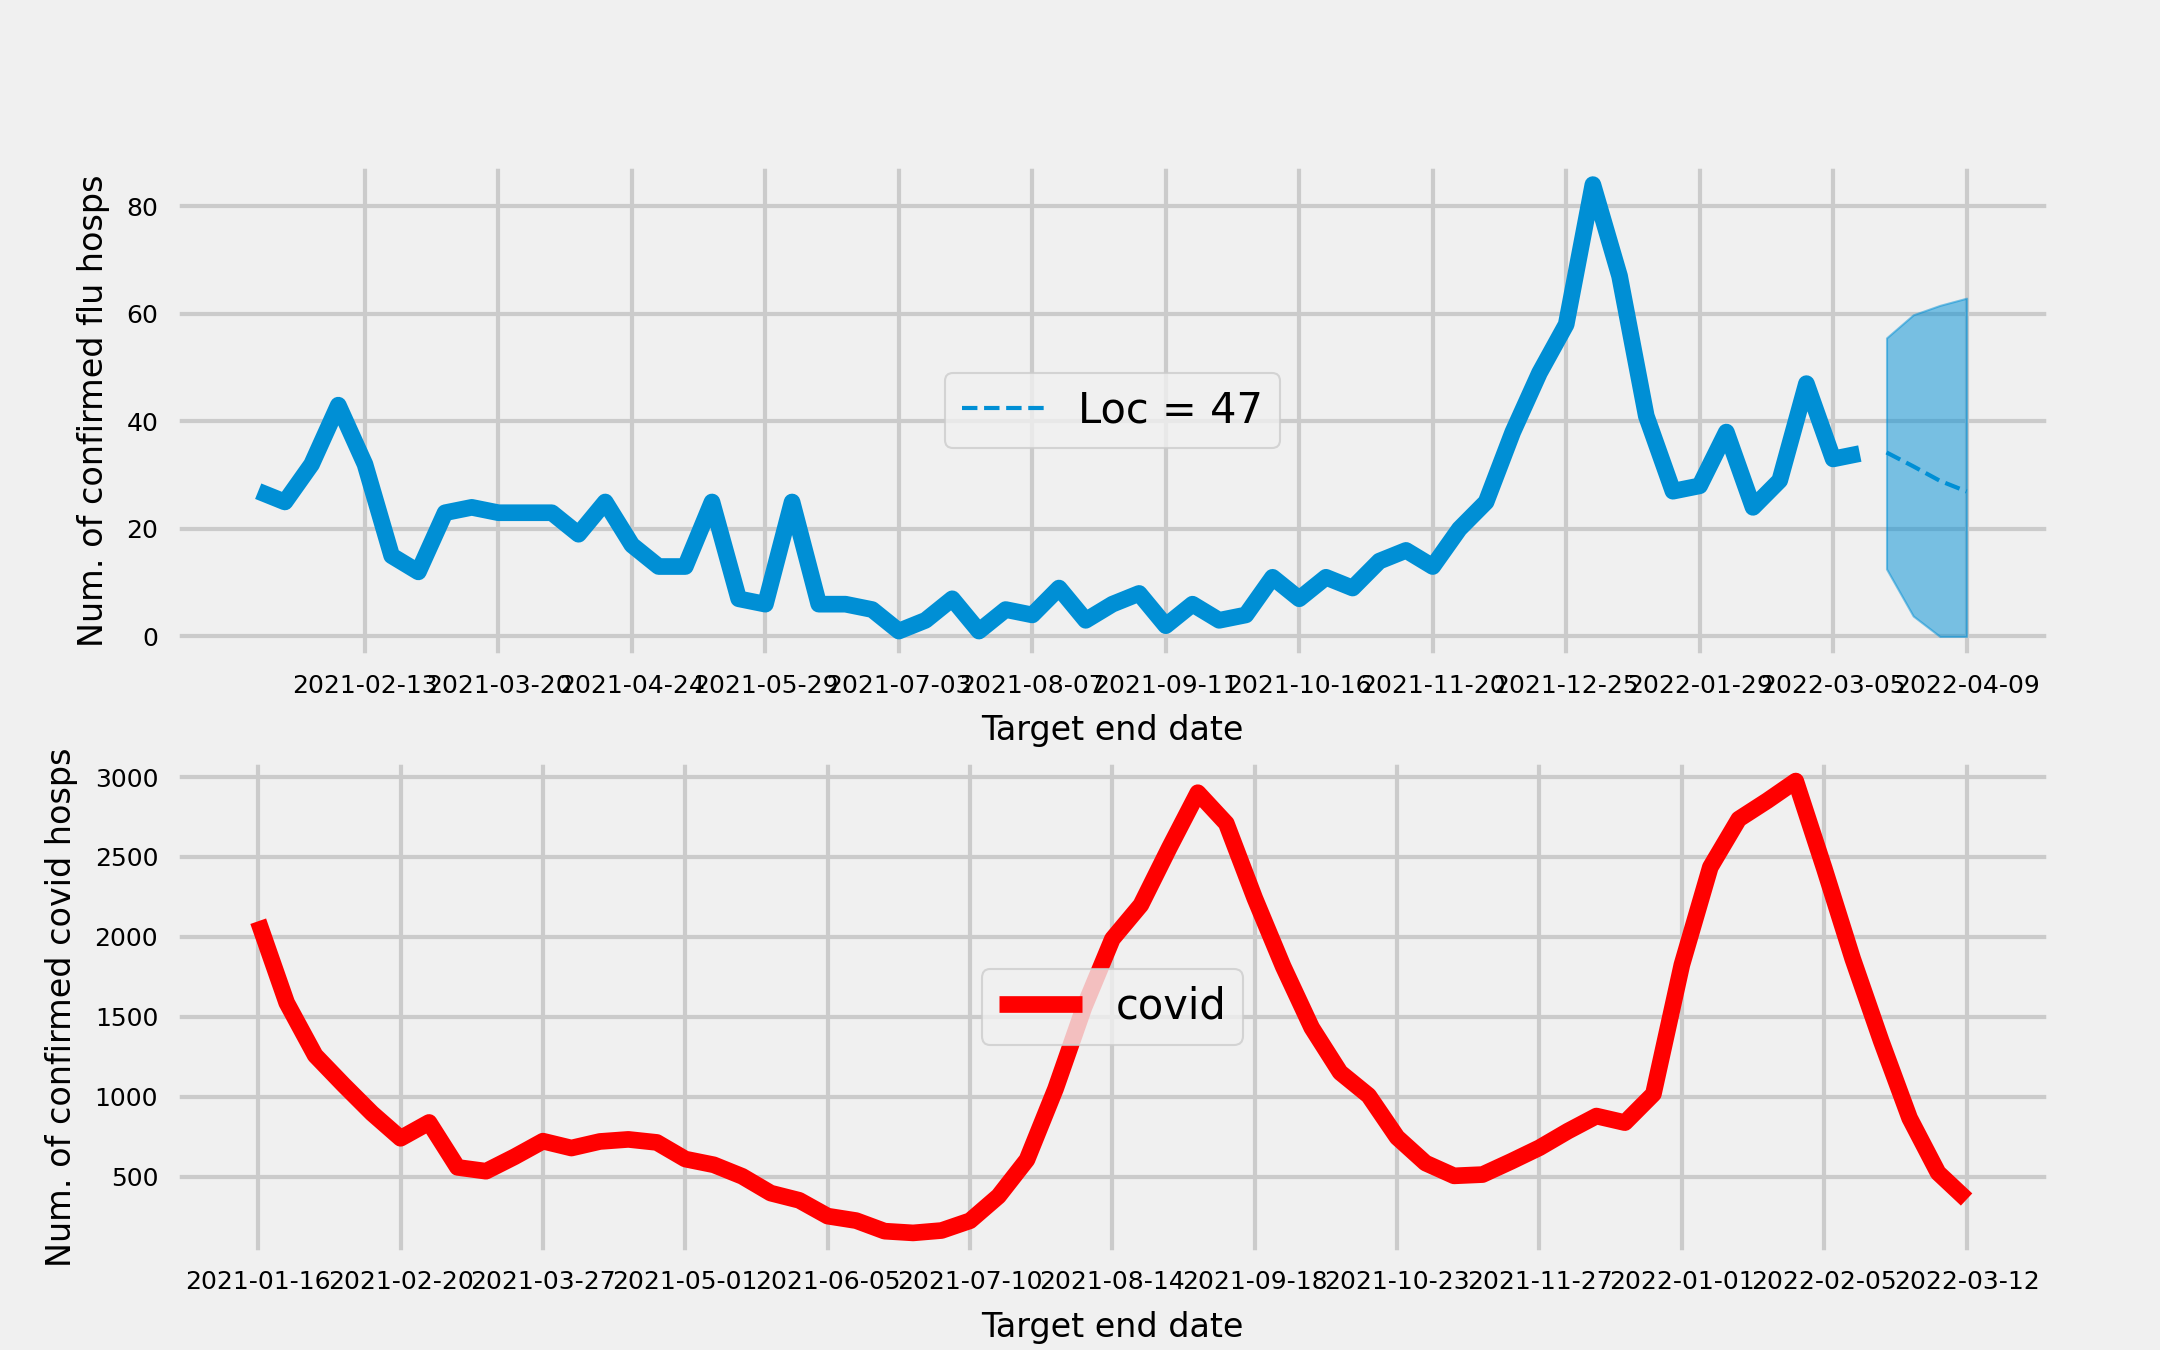 Num. of confirmed flu hosps
80
60
40
20
0
Loc = 47
2021-02-13 2021-03-20 2021-04-24 2021-05-29 2021-07-03 2021-08-07 2021-09-11 2021-10-16 2021-11-20 2021-12-25 2022-01-29 2022-03-05 2022-04-09
Target end date
Num. of confirmed covid hosps
3000
2500
2000
1500
1000
500
covid
2021-01-16 2021-02-20 2021-03-27 2021-05-01 2021-06-05 2021-07-10 2021-08-14 2021-09-18 2021-10-23 2021-11-27 2022-01-01 2022-02-05 2022-03-12
Target end date